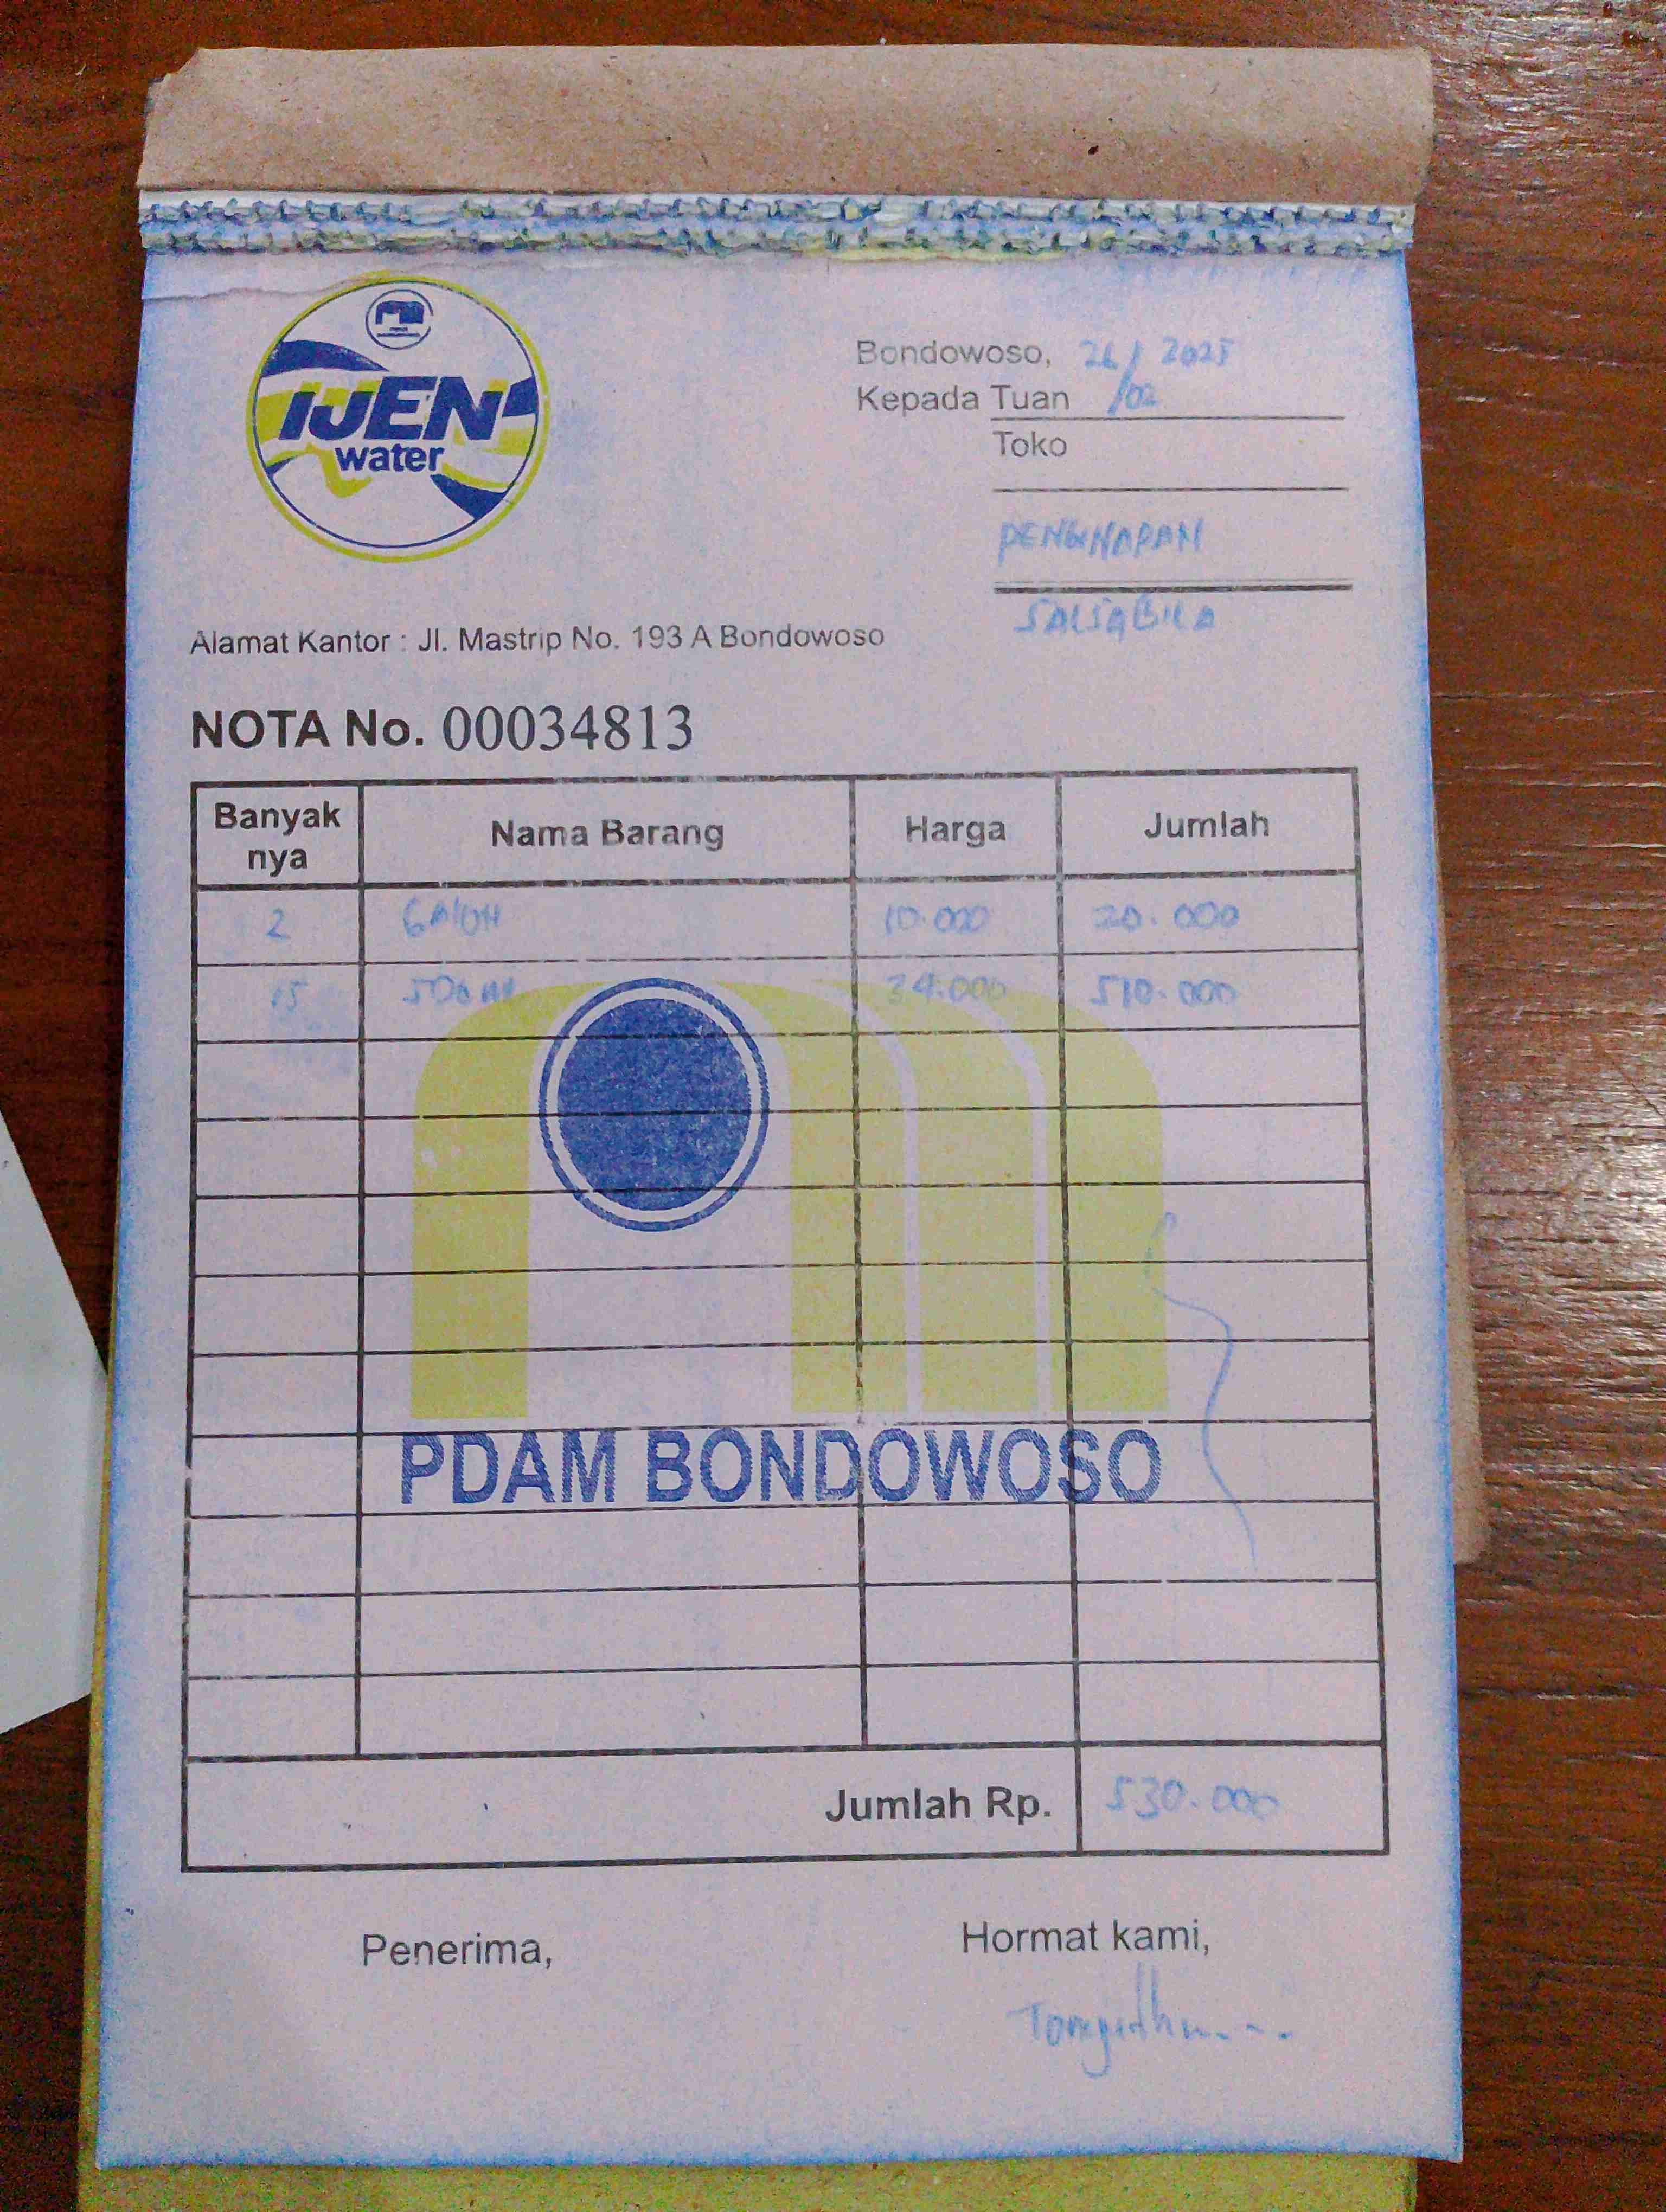 IJEN
water
Bondowoso, 26/02 2025
Kepada Tuan
Toko
PENGINAPAN
SALSABILA
Alamat Kantor : Jl. Mastrip No. 193 A Bondowoso
NOTA No. 00034813
Banyak nya Nama Barang Harga Jumlah
2 GALON 10.000 20.000
15 500 ml 34.000 510.000
PDAM BONDOWOSO
Jumlah Rp. 530.000
Penerima, Hormat kami,